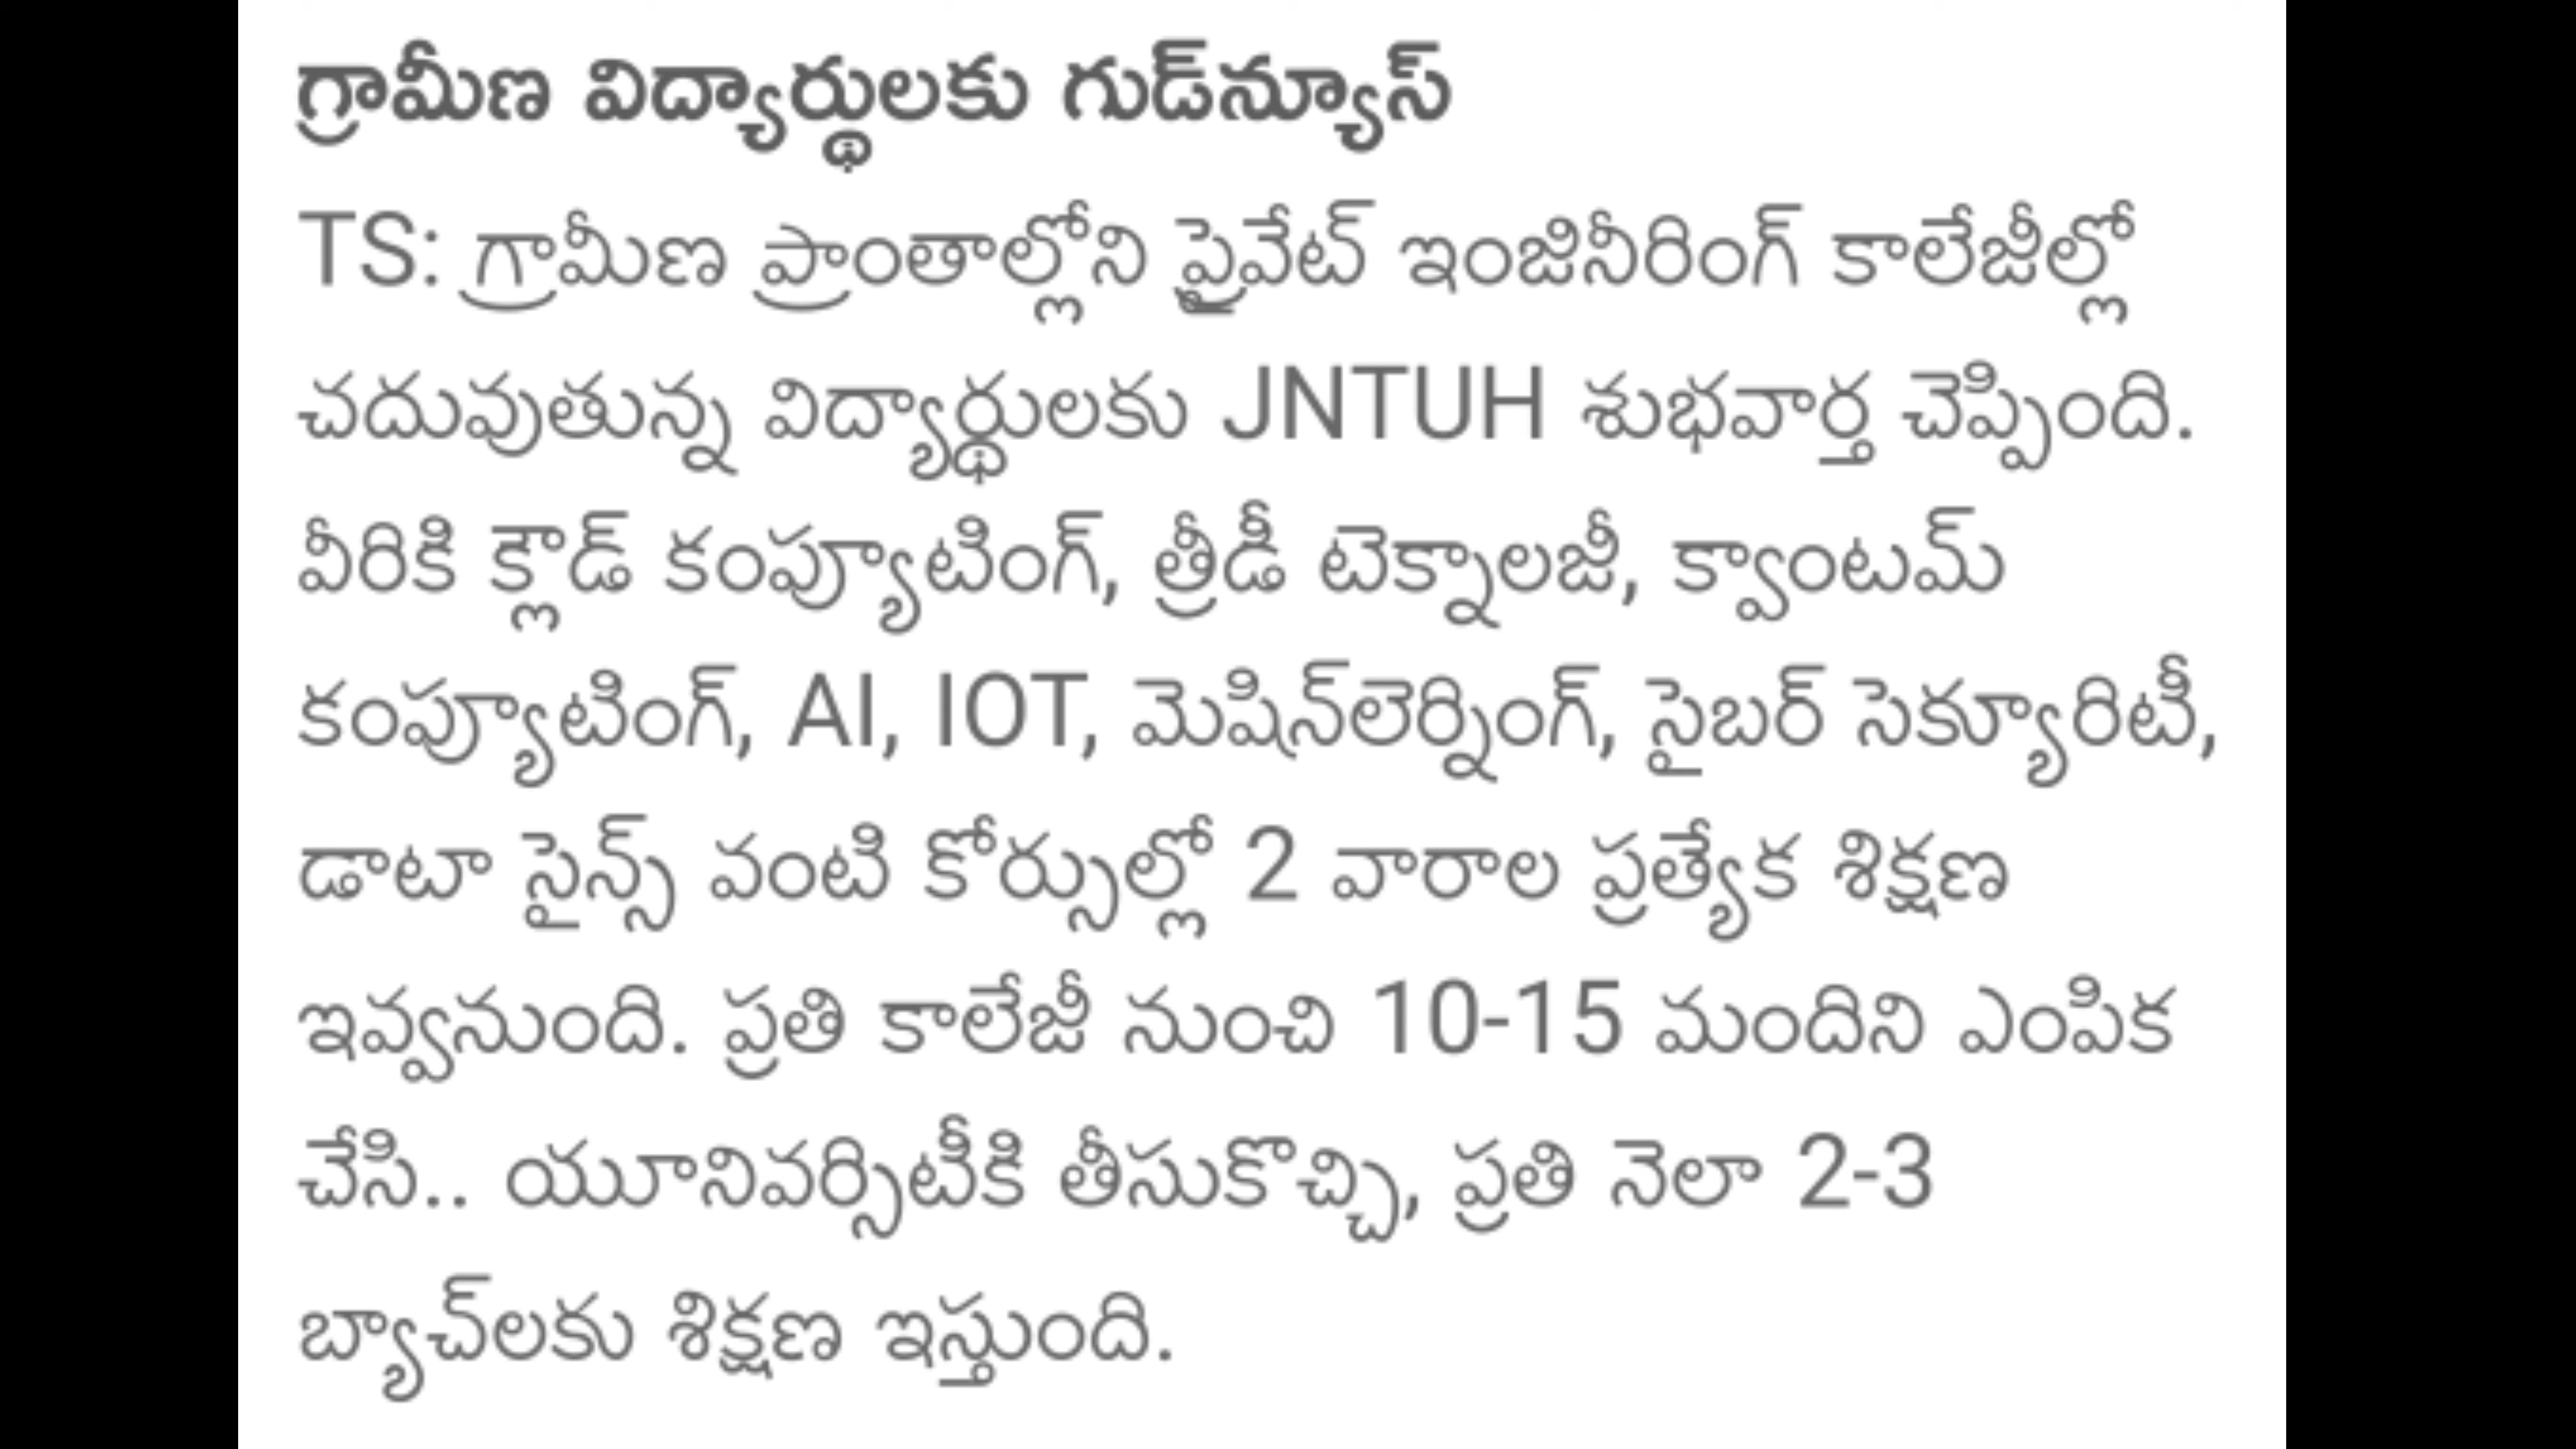 గ్రామీణ విద్యార్థులకు గుడ్‌న్యూస్
TS: గ్రామీణ ప్రాంతాల్లోని ప్రైవేట్ ఇంజినీరింగ్ కాలేజీల్లో
చదువుతున్న విద్యార్థులకు JNTUH శుభవార్త చెప్పింది.
వీరికి క్లౌడ్ కంప్యూటింగ్, త్రీడీ టెక్నాలజీ, క్వాంటమ్
కంప్యూటింగ్, AI, IOT, మెషిన్‌లెర్నింగ్, సైబర్ సెక్యూరిటీ,
డాటా సైన్స్ వంటి కోర్సుల్లో 2 వారాల ప్రత్యేక శిక్షణ
ఇవ్వనుంది. ప్రతి కాలేజీ నుంచి 10-15 మందిని ఎంపిక
చేసి.. యూనివర్సిటీకి తీసుకొచ్చి, ప్రతి నెలా 2-3
బ్యాచ్‌లకు శిక్షణ ఇస్తుంది.